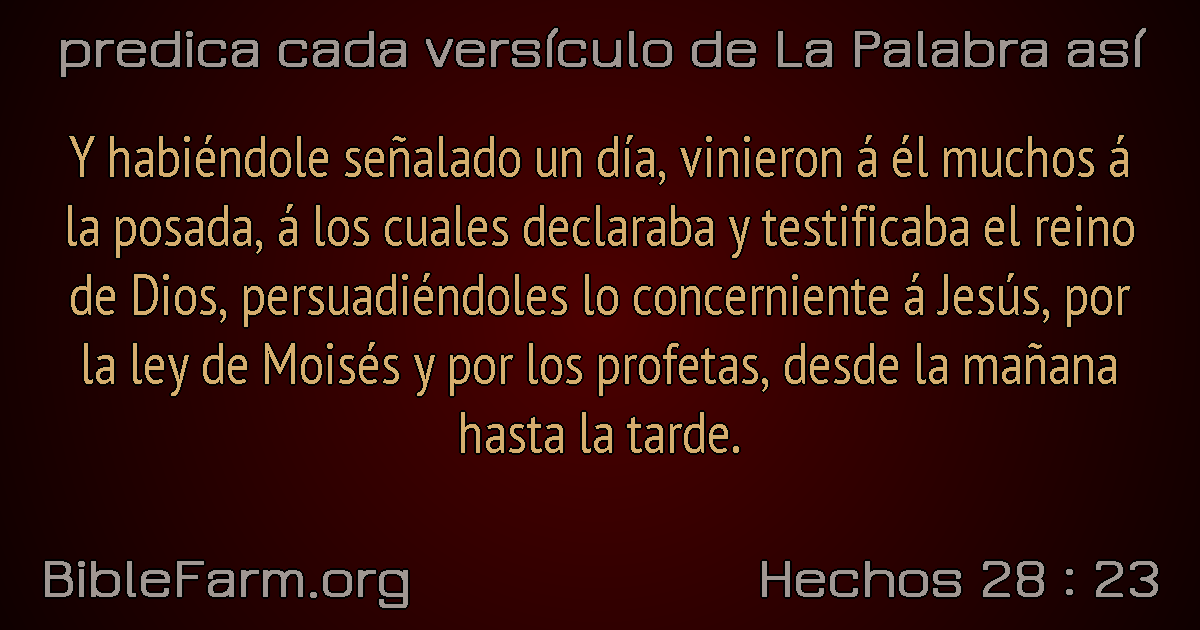 predica cada versículo de La Palabra así
Y habiéndole señalado un día, vinieron á él muchos á
la posada, á los cuales declaraba y testificaba el reino
de Dios, persuadiéndoles lo concerniente á Jesús, por
la ley de Moisés y por los profetas, desde la mañana
hasta la tarde.
BibleFarm.org
Hechos 28 : 23